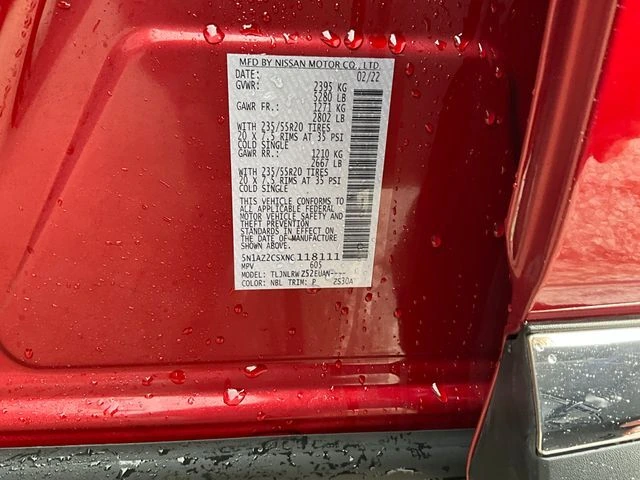 MFD BY NISSAN MOTOR CO., LTD.
DATE: 02/22
GVWR: 2395 KG
5280 LB
GAWR FR.: 1271 KG
2802 LB
WITH 235/55R20 TIRES
20 X 7.5 RIMS AT 35 PSI
COLD SINGLE
GAWR RR.: 1210 KG
2667 LB
WITH 235/55R20 TIRES
20 X 7.5 RIMS AT 35 PSI
COLD SINGLE
THIS VEHICLE CONFORMS TO
ALL APPLICABLE FEDERAL
MOTOR VEHICLE SAFETY AND
THEFT PREVENTION
STANDARDS IN EFFECT ON
THE DATE OF MANUFACTURE
SHOWN ABOVE.
5N1AZ2CSXNC118111
MPV 605
MODEL: TLJNLRWZS2EUAN----
COLOR: NBL TRIM: P ZS30A